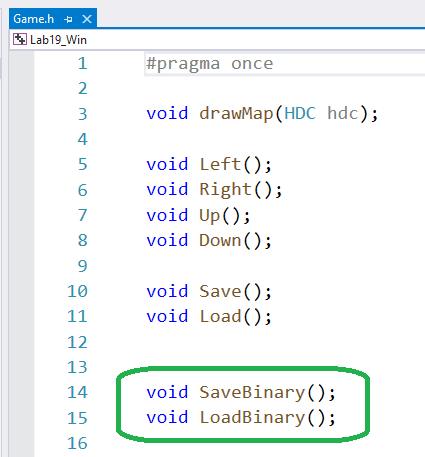 Game.h
Lab19_Win
1 #pragma once
2
3 void drawMap(HDC hdc);
4
5 void Left();
6 void Right();
7 void Up();
8 void Down();
9
10 void Save();
11 void Load();
12
13
14 void SaveBinary();
15 void LoadBinary();
16